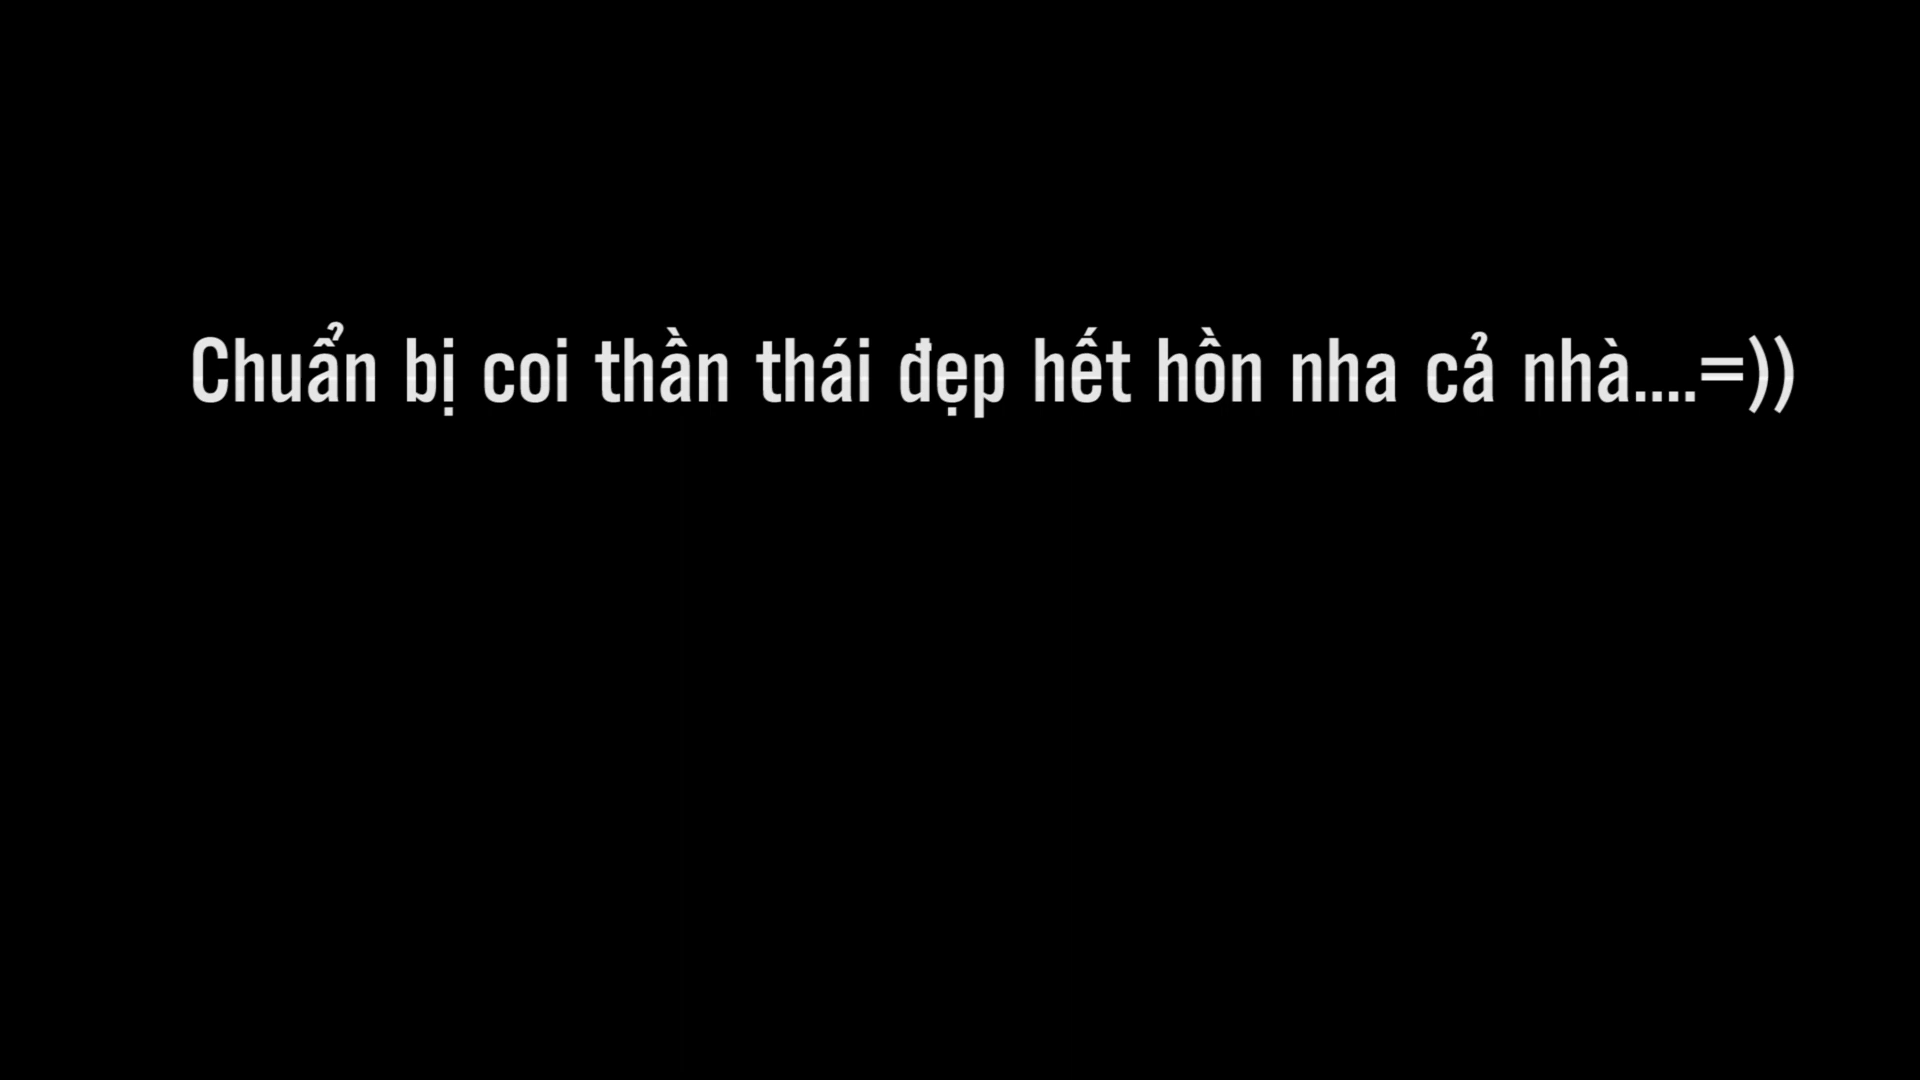 Chuẩn bị coi thần thái đẹp hết hồn nha cả nhà....=))